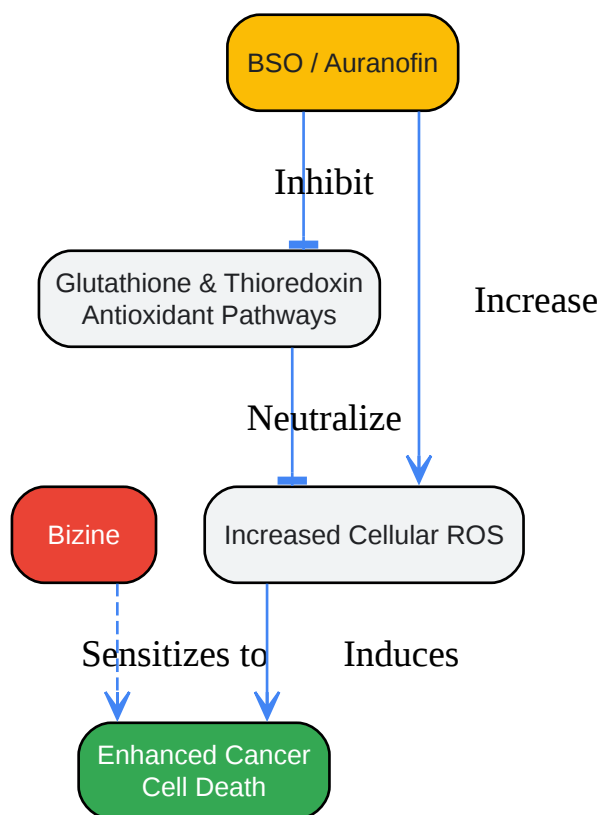 BSO / Auranofin
Inhibit
Glutathione & Thioredoxin
Antioxidant Pathways
Increase
Neutralize
Bizine
Increased Cellular ROS
Sensitizes to
Induces
Enhanced Cancer
Cell Death